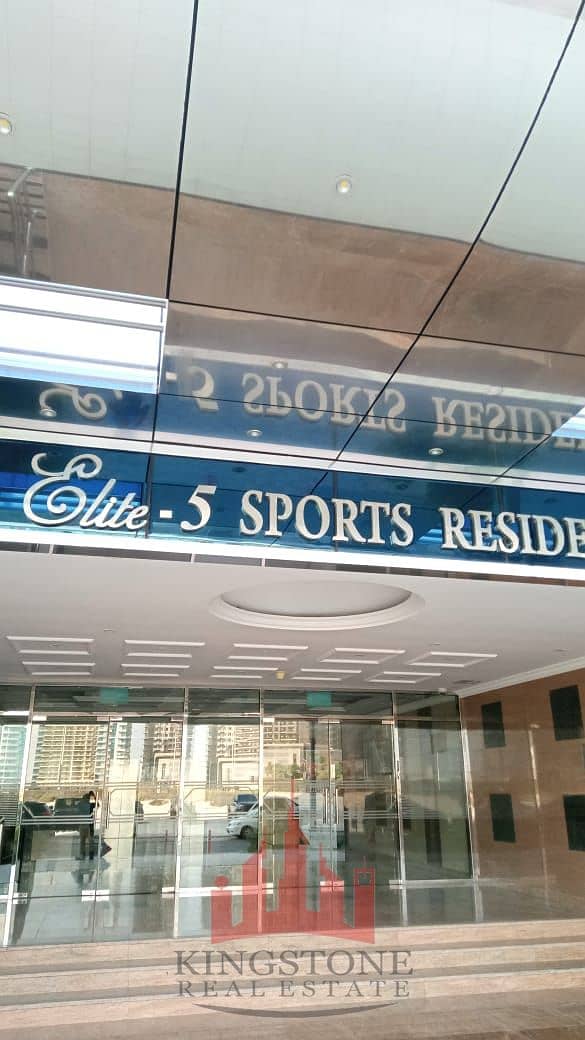 Elite - 5 SPORTS RESIDE
KINGSTONE
REAL ESTATE